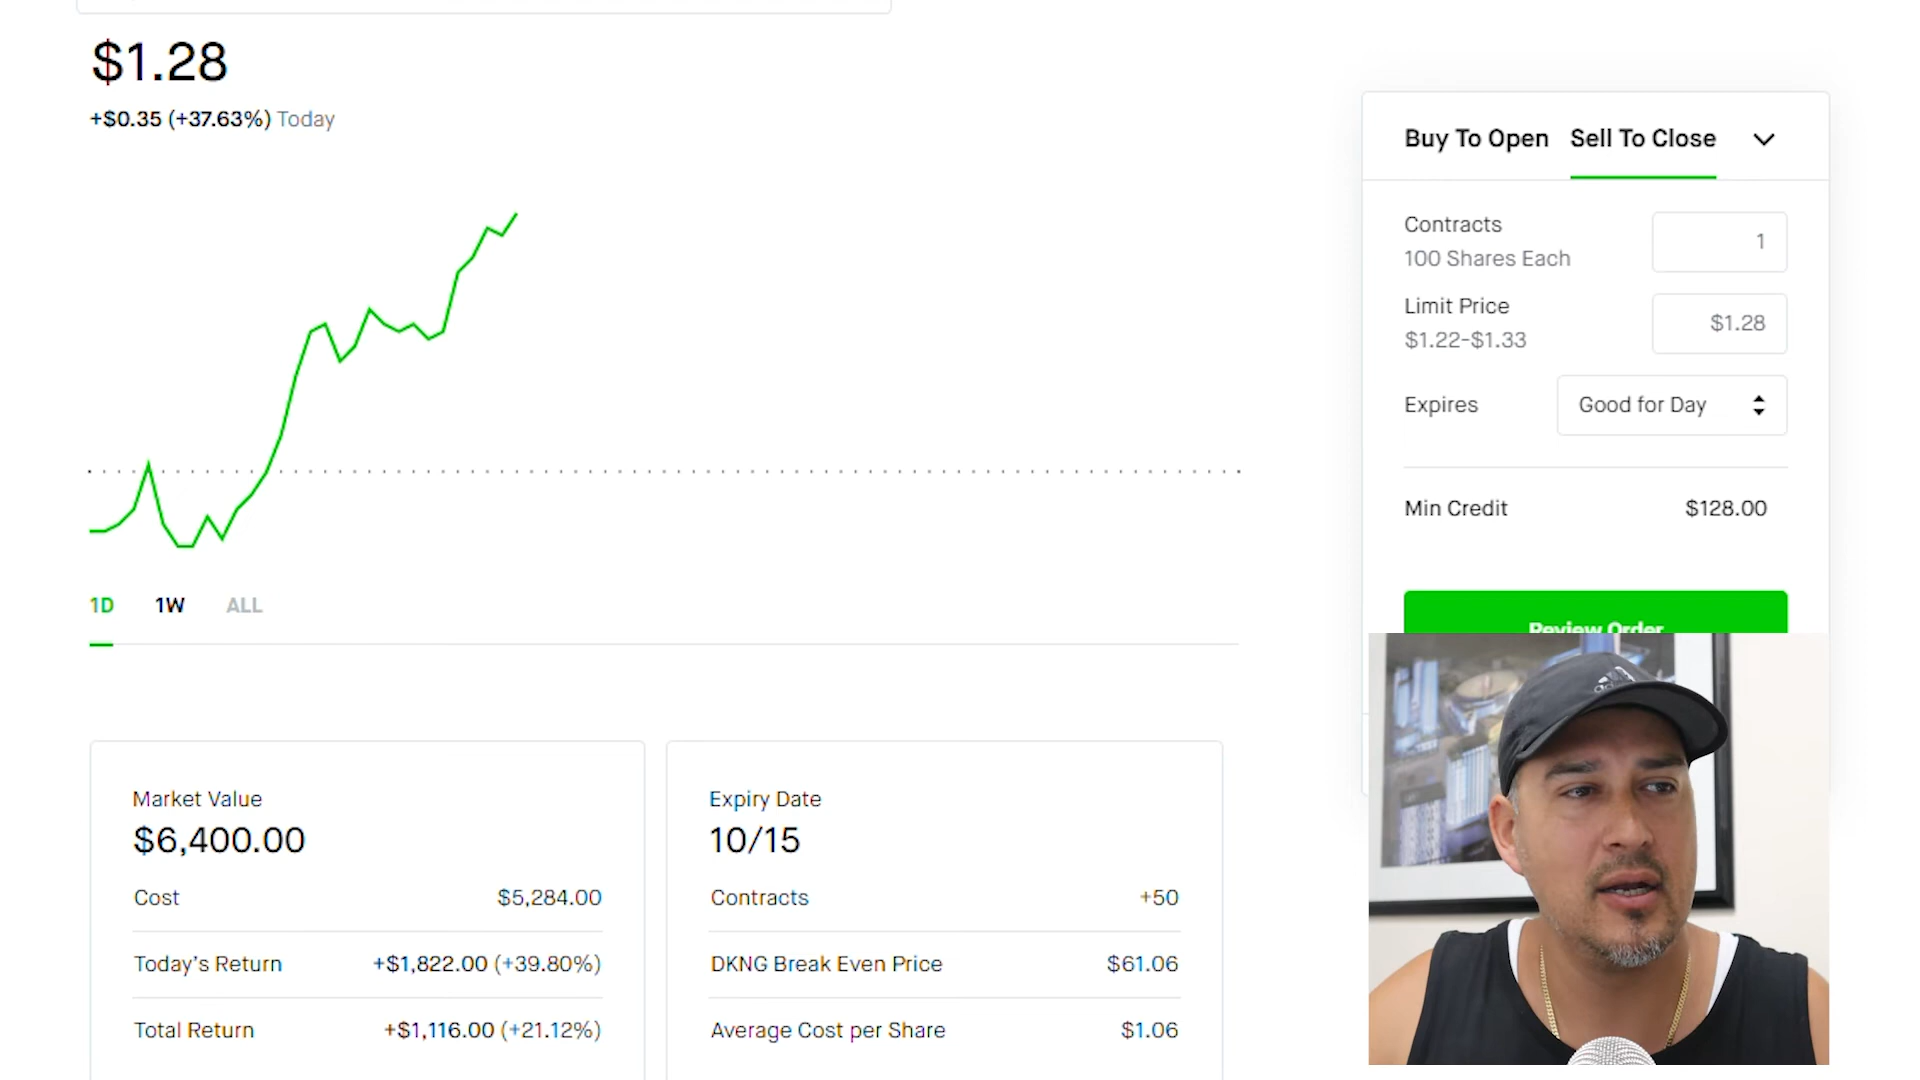 $1.28
+$0.35 (+37.63%) Today
Buy To Open Sell To Close
Contracts
100 Shares Each
1
Limit Price
$1.22-$1.33
$1.28
Expires
Good for Day
Min Credit $128.00
Review Order
1D 1W ALL
Market Value
$6,400.00
Cost $5,284.00
Today's Return +$1,822.00 (+39.80%)
Total Return +$1,116.00 (+21.12%)
Expiry Date
10/15
Contracts +50
DKNG Break Even Price $61.06
Average Cost per Share $1.06
adidas